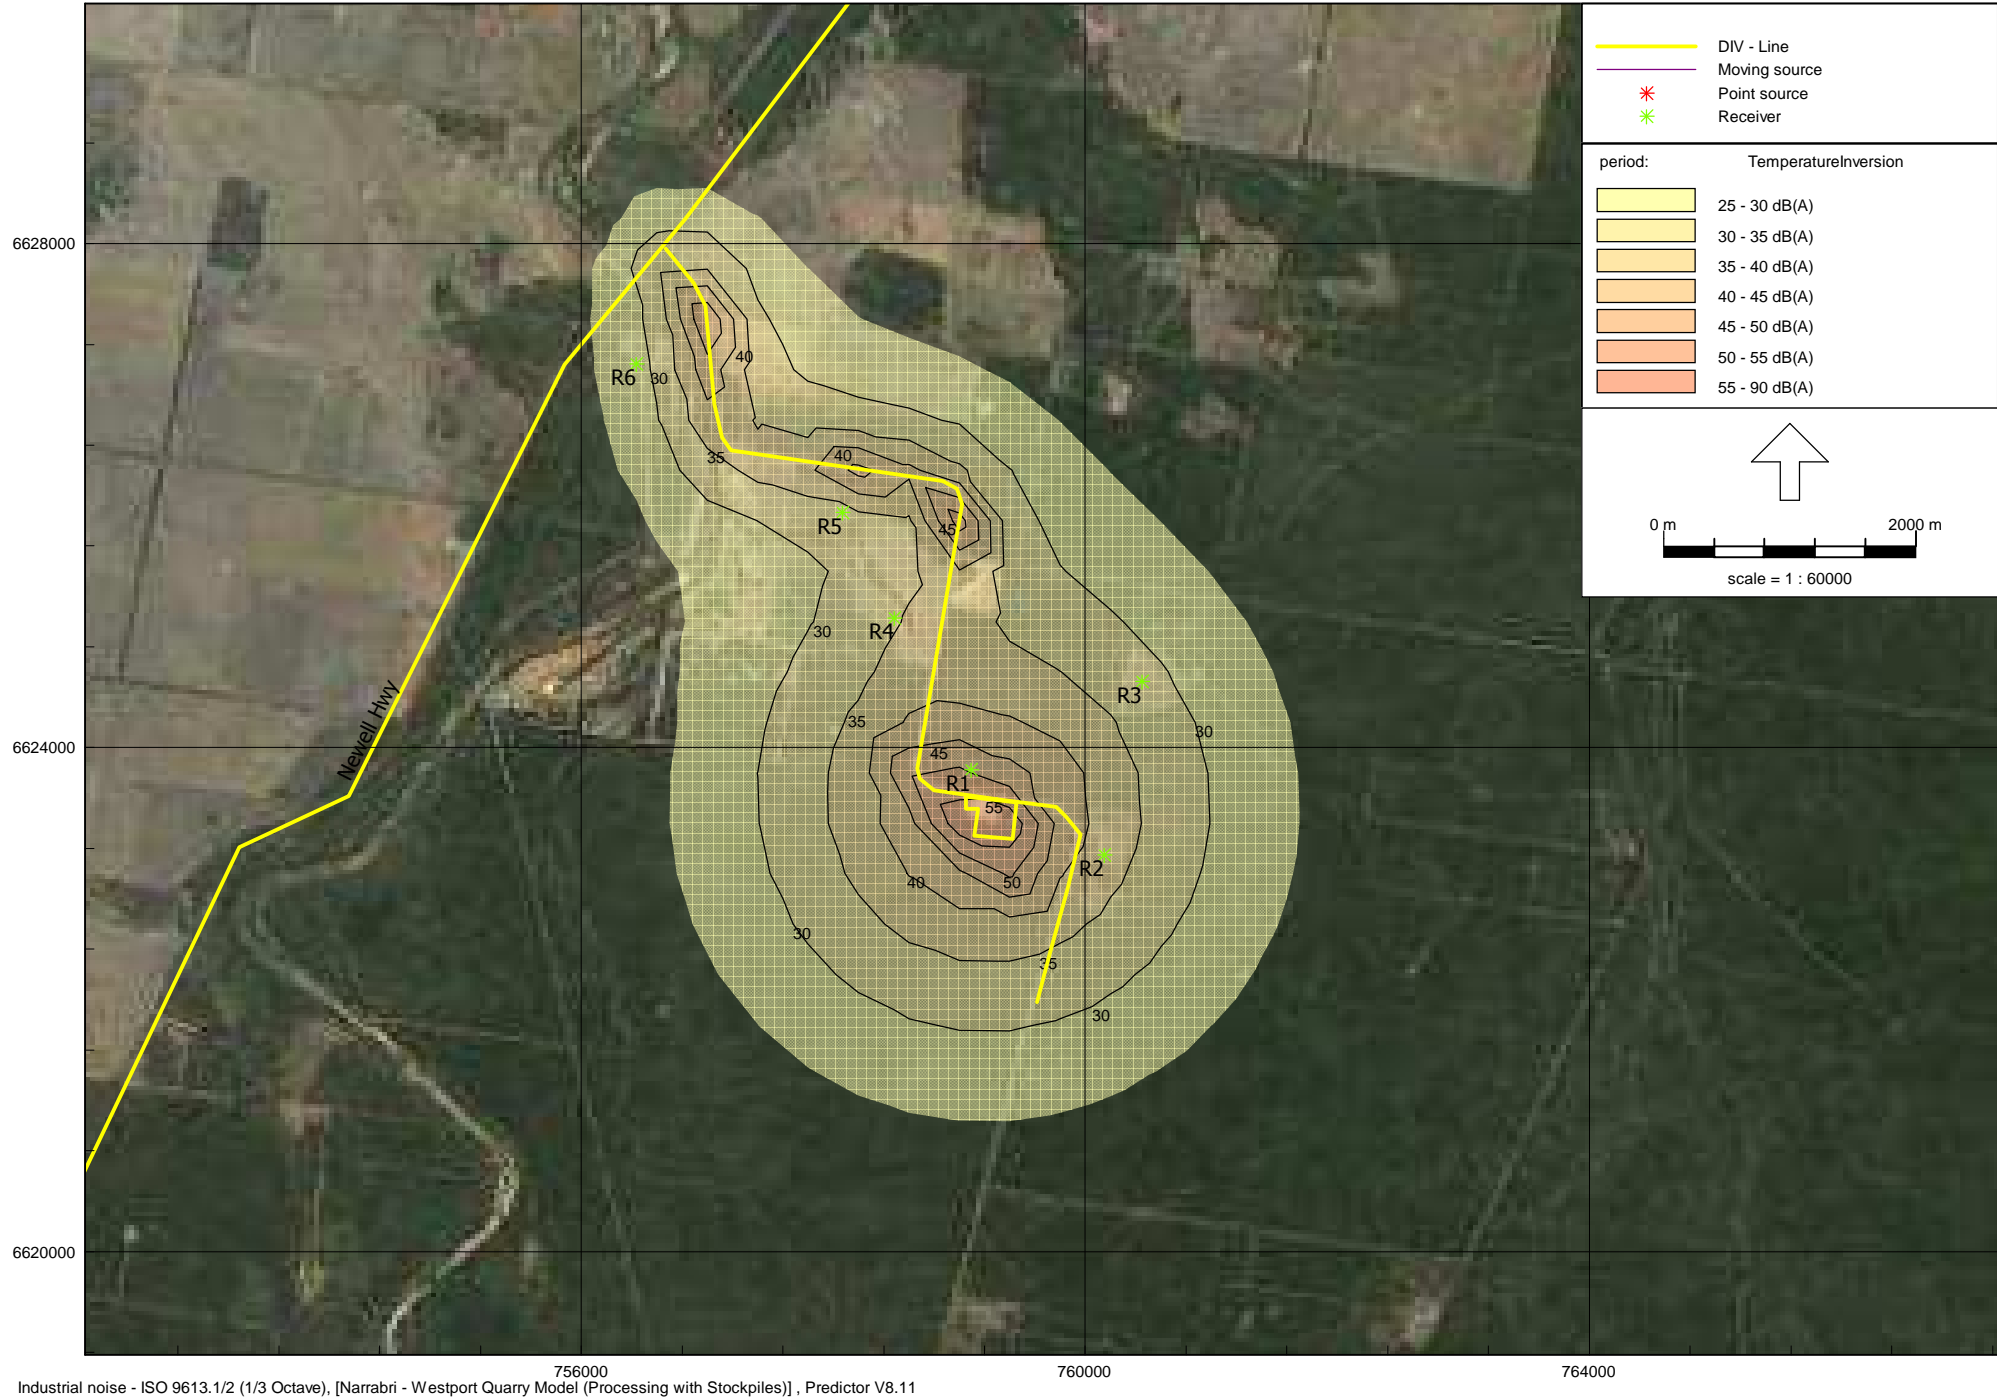 DIV - Line
Moving source
Point source
Receiver
period: TemperatureInversion
25 - 30 dB(A)
30 - 35 dB(A)
35 - 40 dB(A)
40 - 45 dB(A)
45 - 50 dB(A)
50 - 55 dB(A)
55 - 90 dB(A)
0 m 2000 m
scale = 1 : 60000
6628000
40
R6 30
35 40
R5 45
30 R4
R3
Newell Hwy
35
30
6624000
45
R1
55
R2
40 50
30
35
30
6620000
756000 760000 764000
Industrial noise - ISO 9613.1/2 (1/3 Octave), [Narrabri - Westport Quarry Model (Processing with Stockpiles)] , Predictor V8.11